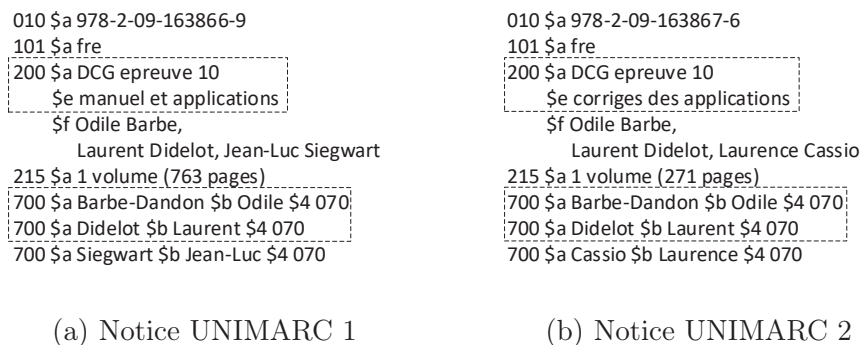 010 $a 978-2-09-163866-9
101 $a fre
200 $a DCG epreuve 10
$e manuel et applications
$f Odile Barbe,
Laurent Didelot, Jean-Luc Siegwart
215 $a 1 volume (763 pages)
700 $a Barbe-Dandon $b Odile $4 070
700 $a Didelot $b Laurent $4 070
700 $a Siegwart $b Jean-Luc $4 070
(a) Notice UNIMARC 1
010 $a 978-2-09-163867-6
101 $a fre
200 $a DCG epreuve 10
$e corriges des applications
$f Odile Barbe,
Laurent Didelot, Laurence Cassio
215 $a 1 volume (271 pages)
700 $a Barbe-Dandon $b Odile $4 070
700 $a Didelot $b Laurent $4 070
700 $a Cassio $b Laurence $4 070
(b) Notice UNIMARC 2